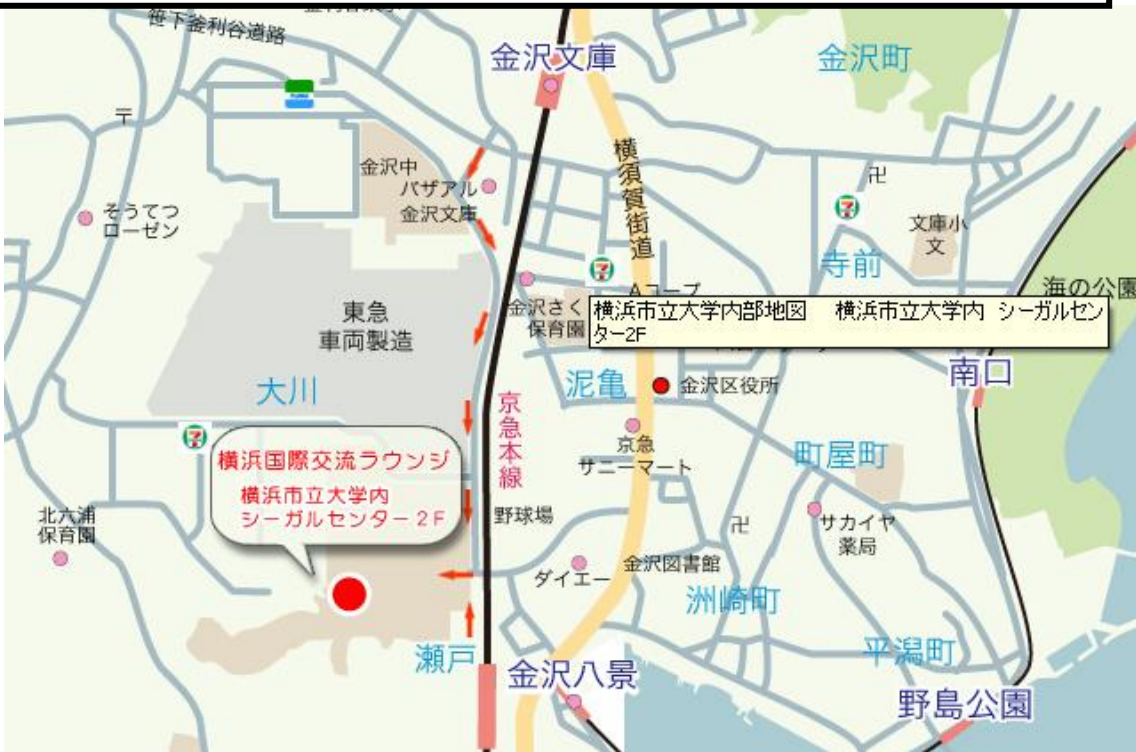 笹下釜利谷道路
金沢文庫
金沢町
〒
金沢中
バザアル
金沢文庫
横須賀街道
卍
文庫小
文
そうてつ
ローゼン
寺前
海の公園
東急
車両製造
金沢さく
保育園
Aコープ
横浜市立大学内部地図 横浜市立大学内 シーガルセン
ター2F
南口
大川
泥亀
金沢区役所
京急本線
京急
サニーマート
町屋町
横浜国際交流ラウンジ
横浜市立大学内
シーガルセンター2F
北六浦
保育園
野球場
卍
サカイヤ
薬局
ダイエー
金沢図書館
洲崎町
瀬戸
平潟町
金沢八景
野島公園